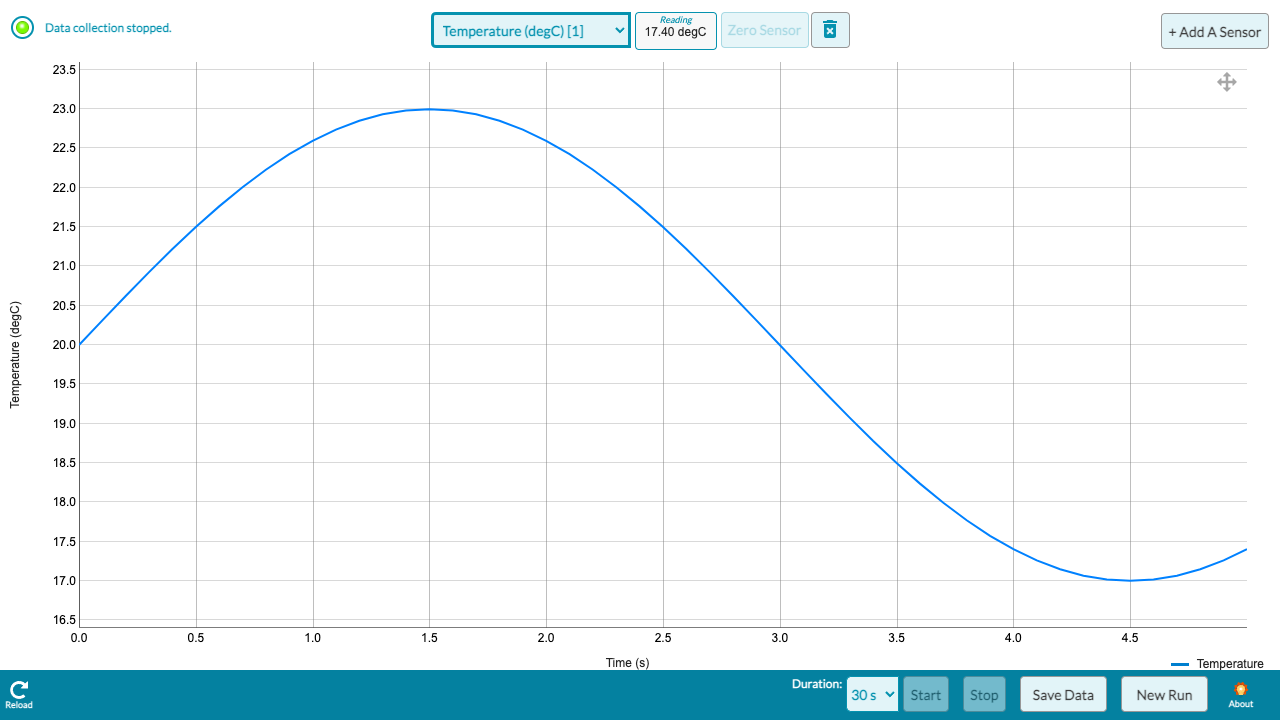 Data collection stopped.
Temperature (degC) [1]
Reading
17.40 degC
Zero Sensor
+ Add A Sensor
23.5
23.0
22.5
22.0
21.5
21.0
20.5
20.0
19.5
19.0
18.5
18.0
17.5
17.0
16.5
Temperature (degC)
0.0 0.5 1.0 1.5 2.0 2.5 3.0 3.5 4.0 4.5
Time (s)
Temperature
Reload
Duration:
30 s
Start
Stop
Save Data
New Run
About